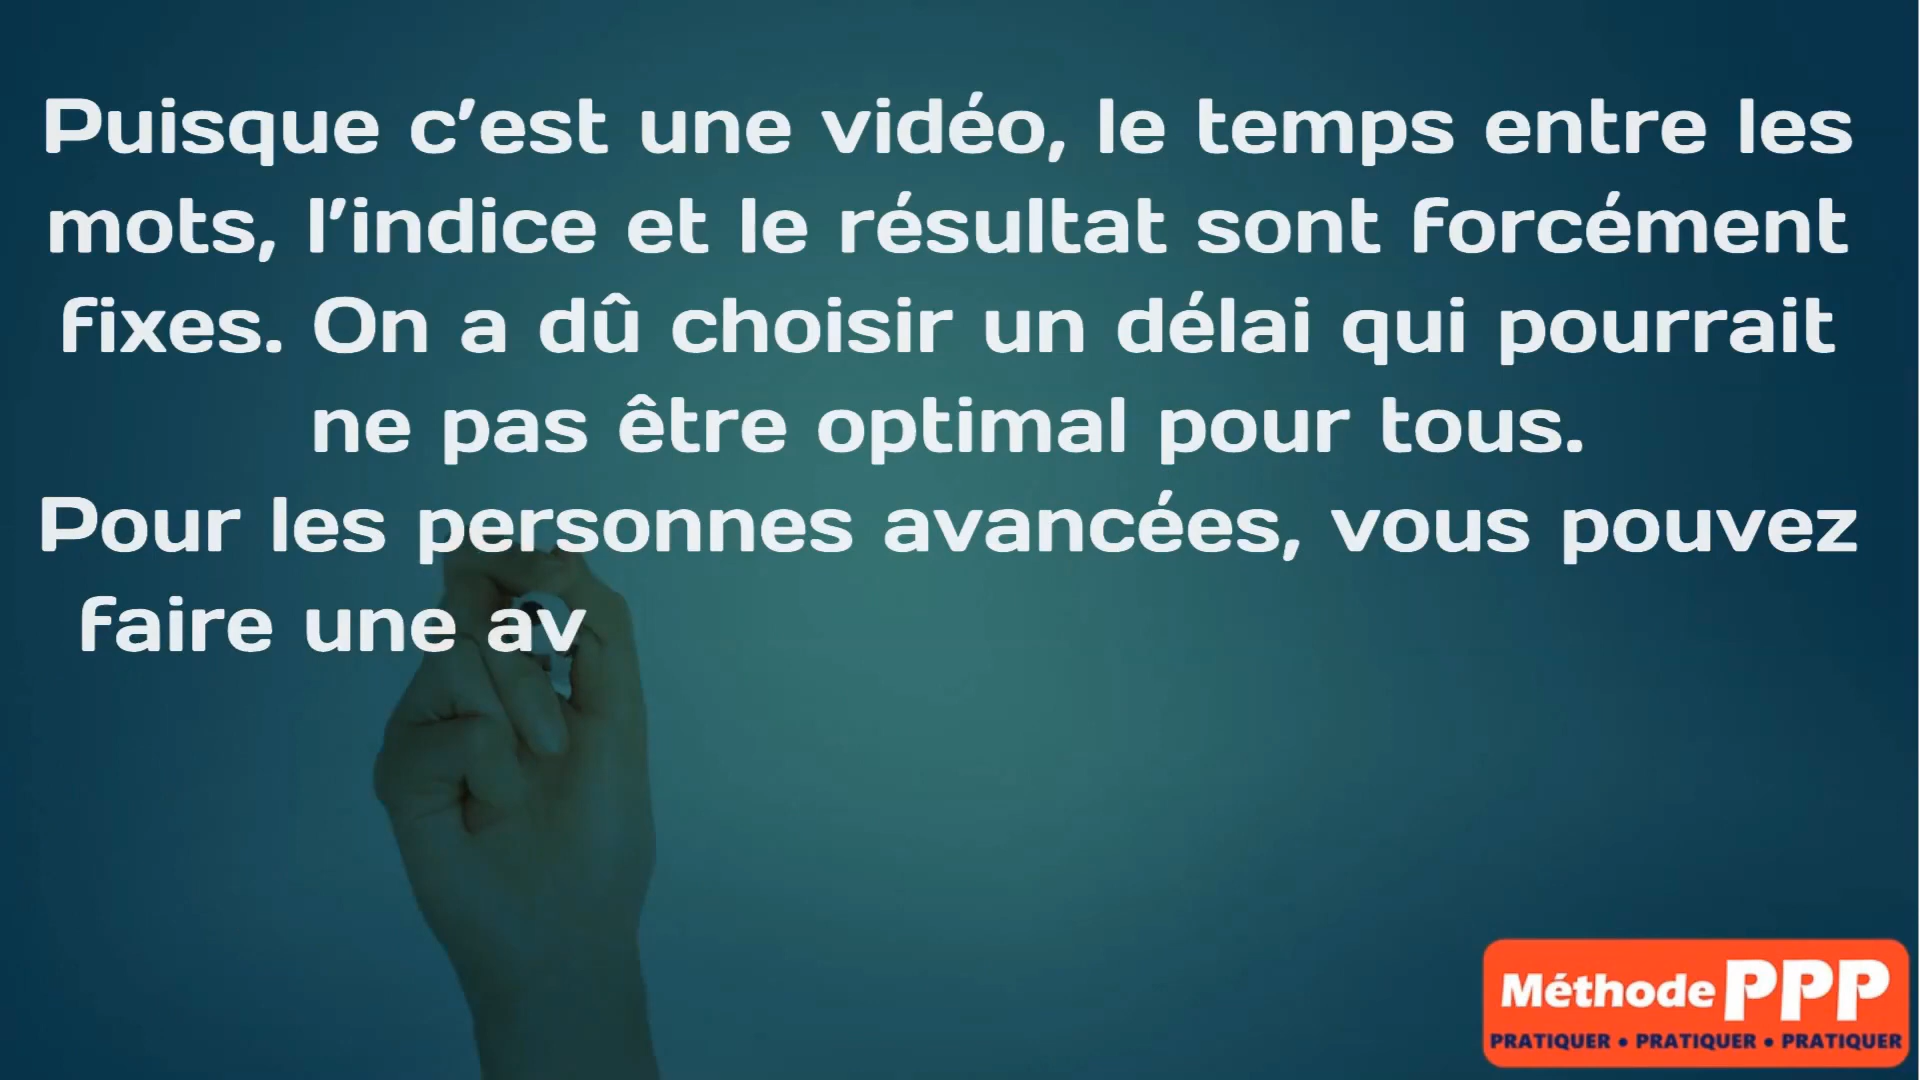 Puisque c'est une vidéo, le temps entre les
mots, l'indice et le résultat sont forcément
fixes. On a dû choisir un délai qui pourrait
ne pas être optimal pour tous.
Pour les personnes avancées, vous pouvez
faire une av
Méthode PPP
PRATIQUER • PRATIQUER • PRATIQUER